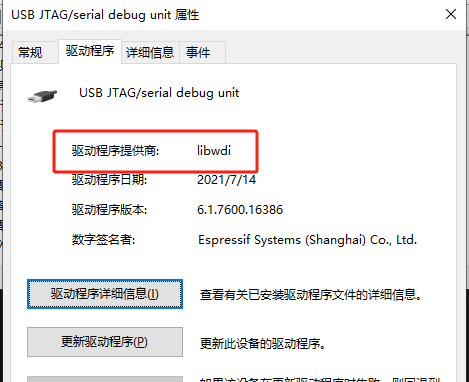 USB JTAG/serial debug unit 属性
常规 驱动程序 详细信息 事件
USB JTAG/serial debug unit
驱动程序提供商: libwdi
驱动程序日期: 2021/7/14
驱动程序版本: 6.1.7600.16386
数字签名者: Espressif Systems (Shanghai) Co., Ltd.
驱动程序详细信息(I) 查看有关已安装驱动程序文件的详细信息。
更新驱动程序(P) 更新此设备的驱动程序。